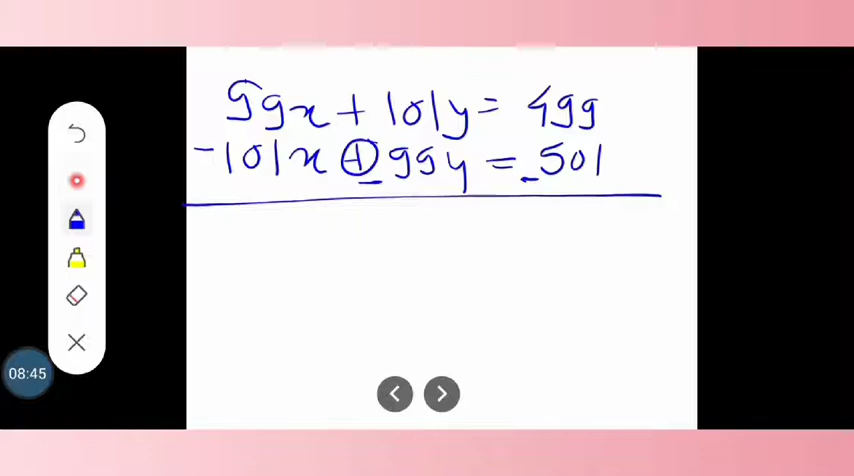 99x + 101y = 499
-101x + 99y = -501
08:45